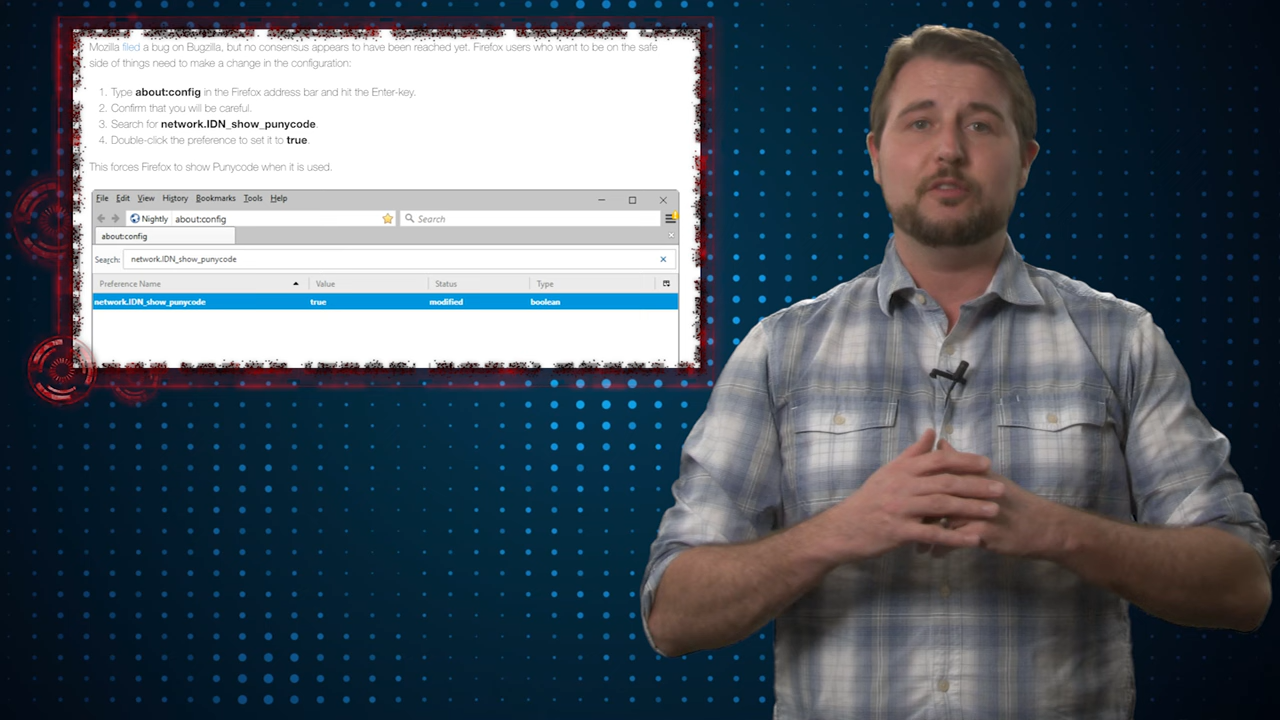 Mozilla filed a bug on Bugzilla, but no consensus appears to have been reached yet. Firefox users who want to be on the safe
side of things need to make a change in the configuration:
1. Type about:config in the Firefox address bar and hit the Enter-key.
2. Confirm that you will be careful.
3. Search for network.IDN_show_punycode.
4. Double-click the preference to set it to true.
This forces Firefox to show Punycode when it is used.
File Edit View History Bookmarks Tools Help
Nightly about:config Search
about:config
Search: network.IDN_show_punycode
Preference Name Value Status Type
network.IDN_show_punycode true modified boolean